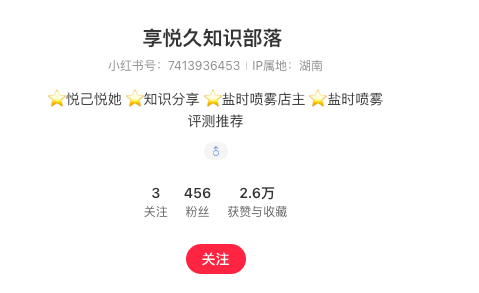 享悦久知识部落
小红书号：7413936453 | IP属地：湖南
⭐悦己悦她 ⭐知识分享 ⭐盐时喷雾店主 ⭐盐时喷雾
评测推荐
3 456 2.6万
关注 粉丝 获赞与收藏
关注